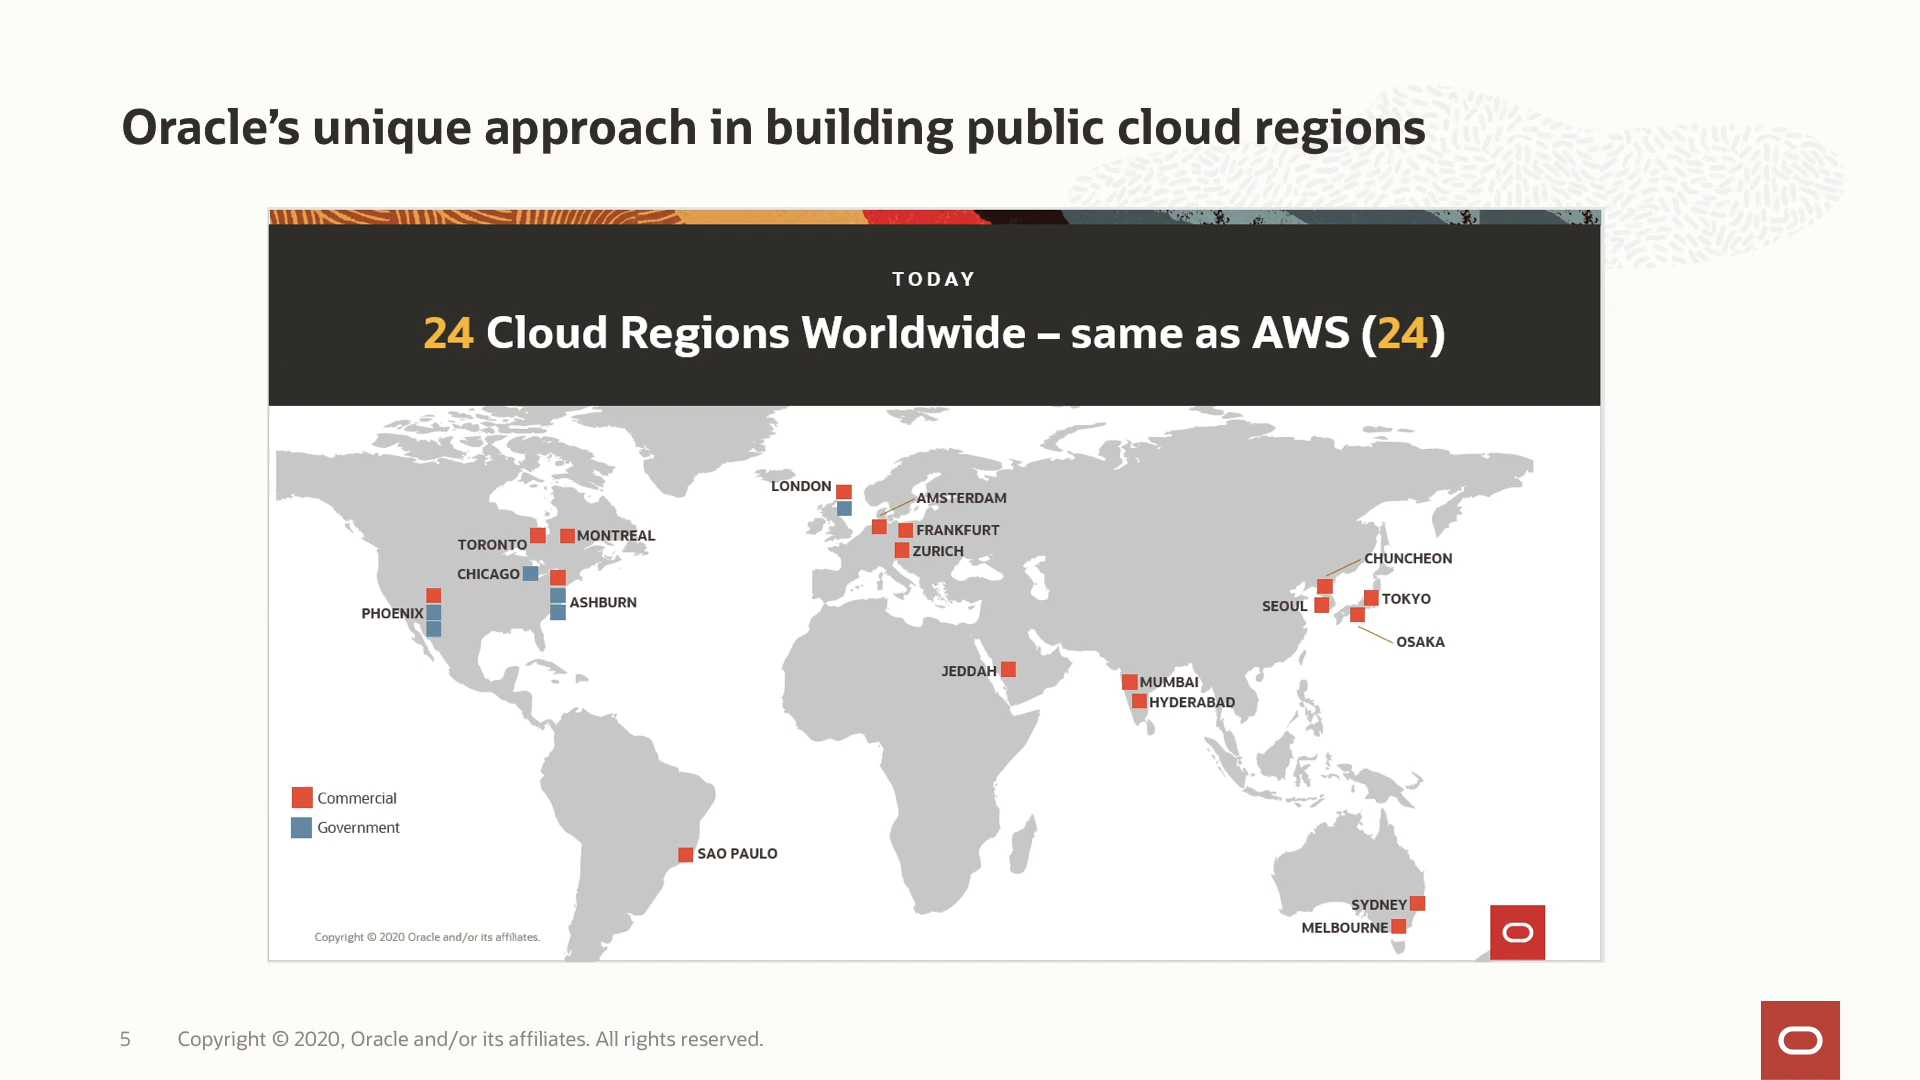 Oracle’s unique approach in building public cloud regions
TODAY
24 Cloud Regions Worldwide – same as AWS (24)
LONDON
AMSTERDAM
FRANKFURT
ZURICH
TORONTO
MONTREAL
CHICAGO
ASHBURN
PHOENIX
CHUNCHEON
SEOUL
TOKYO
OSAKA
JEDDAH
MUMBAI
HYDERABAD
Commercial
Government
SAO PAULO
SYDNEY
MELBOURNE
Copyright © 2020 Oracle and/or its affiliates.
5 Copyright © 2020, Oracle and/or its affiliates. All rights reserved.